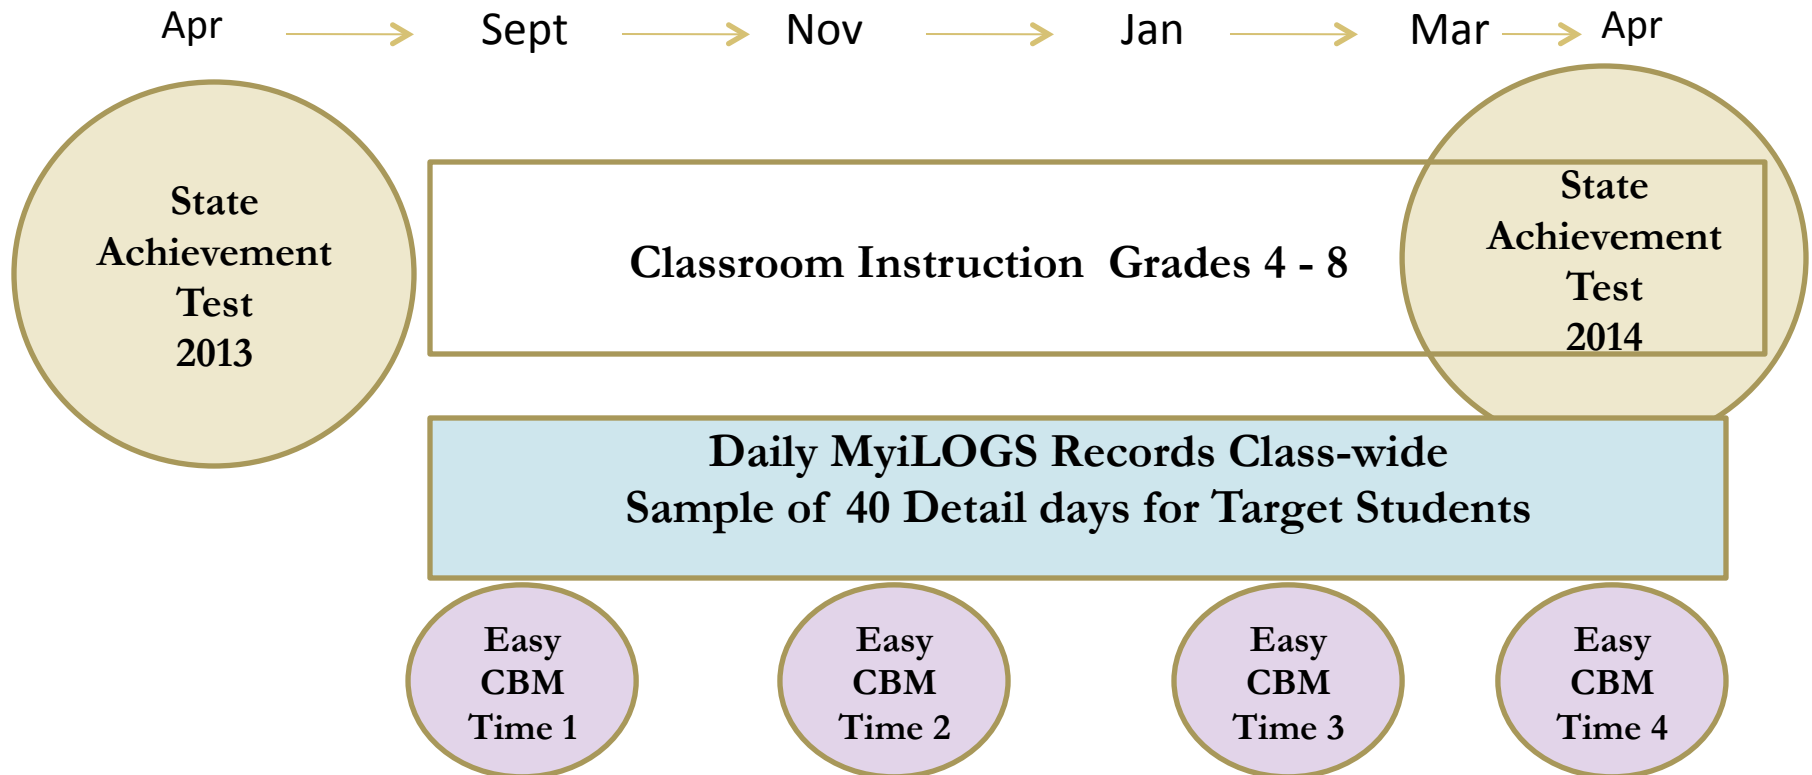 Apr Sept Nov Jan Mar Apr
State
Achievement
Test
2013
Classroom Instruction Grades 4 - 8
State
Achievement
Test
2014
Daily MyiLOGS Records Class-wide
Sample of 40 Detail days for Target Students
Easy
CBM
Time 1
Easy
CBM
Time 2
Easy
CBM
Time 3
Easy
CBM
Time 4